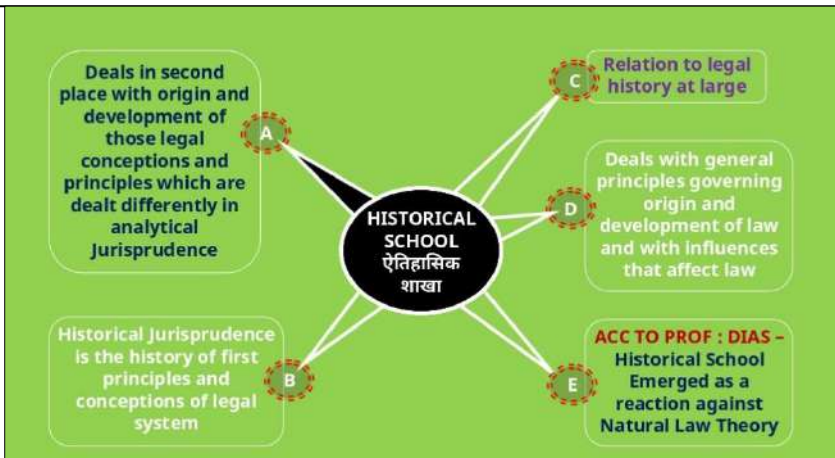 Deals in second
place with origin and
development of
those legal
conceptions and
principles which are
dealt differently in
analytical
Jurisprudence
A
Historical Jurisprudence
is the history of first
principles and
conceptions of legal
system
B
HISTORICAL
SCHOOL
ऐतिहासिक
शाखा
C
Relation to legal
history at large
D
Deals with general
principles governing
origin and
development of law
and with influences
that affect law
E
ACC TO PROF : DIAS –
Historical School
Emerged as a
reaction against
Natural Law Theory